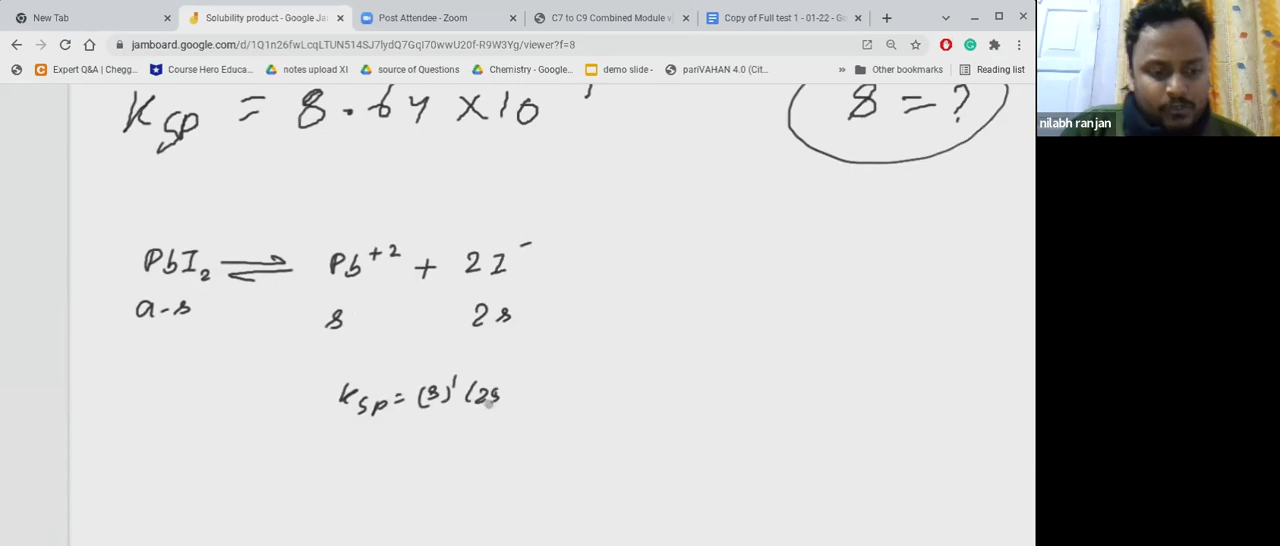 New Tab
Solubility product - Google Ja
Post Attendee - Zoom
C7 to C9 Combined Module v
Copy of Full test 1 - 01-22 - Go
jamboard.google.com/d/1Q1n26fwLcqLTUN514SJ7lydQ7GqI70wwU20f-R9W3Yg/viewer?f=8
Expert Q&A | Chegg...
Course Hero Educa...
notes upload XI
source of Questions
Chemistry - Google...
demo slide -
pariVAHAN 4.0 (Cit...
»
Other bookmarks
Reading list
Ksp = 8.64 × 10
s = ?
nilabh ranjan
PbI₂ ⇌ Pb⁺² + 2I⁻
a-s s 2s
Ksp = (s)¹ (2s